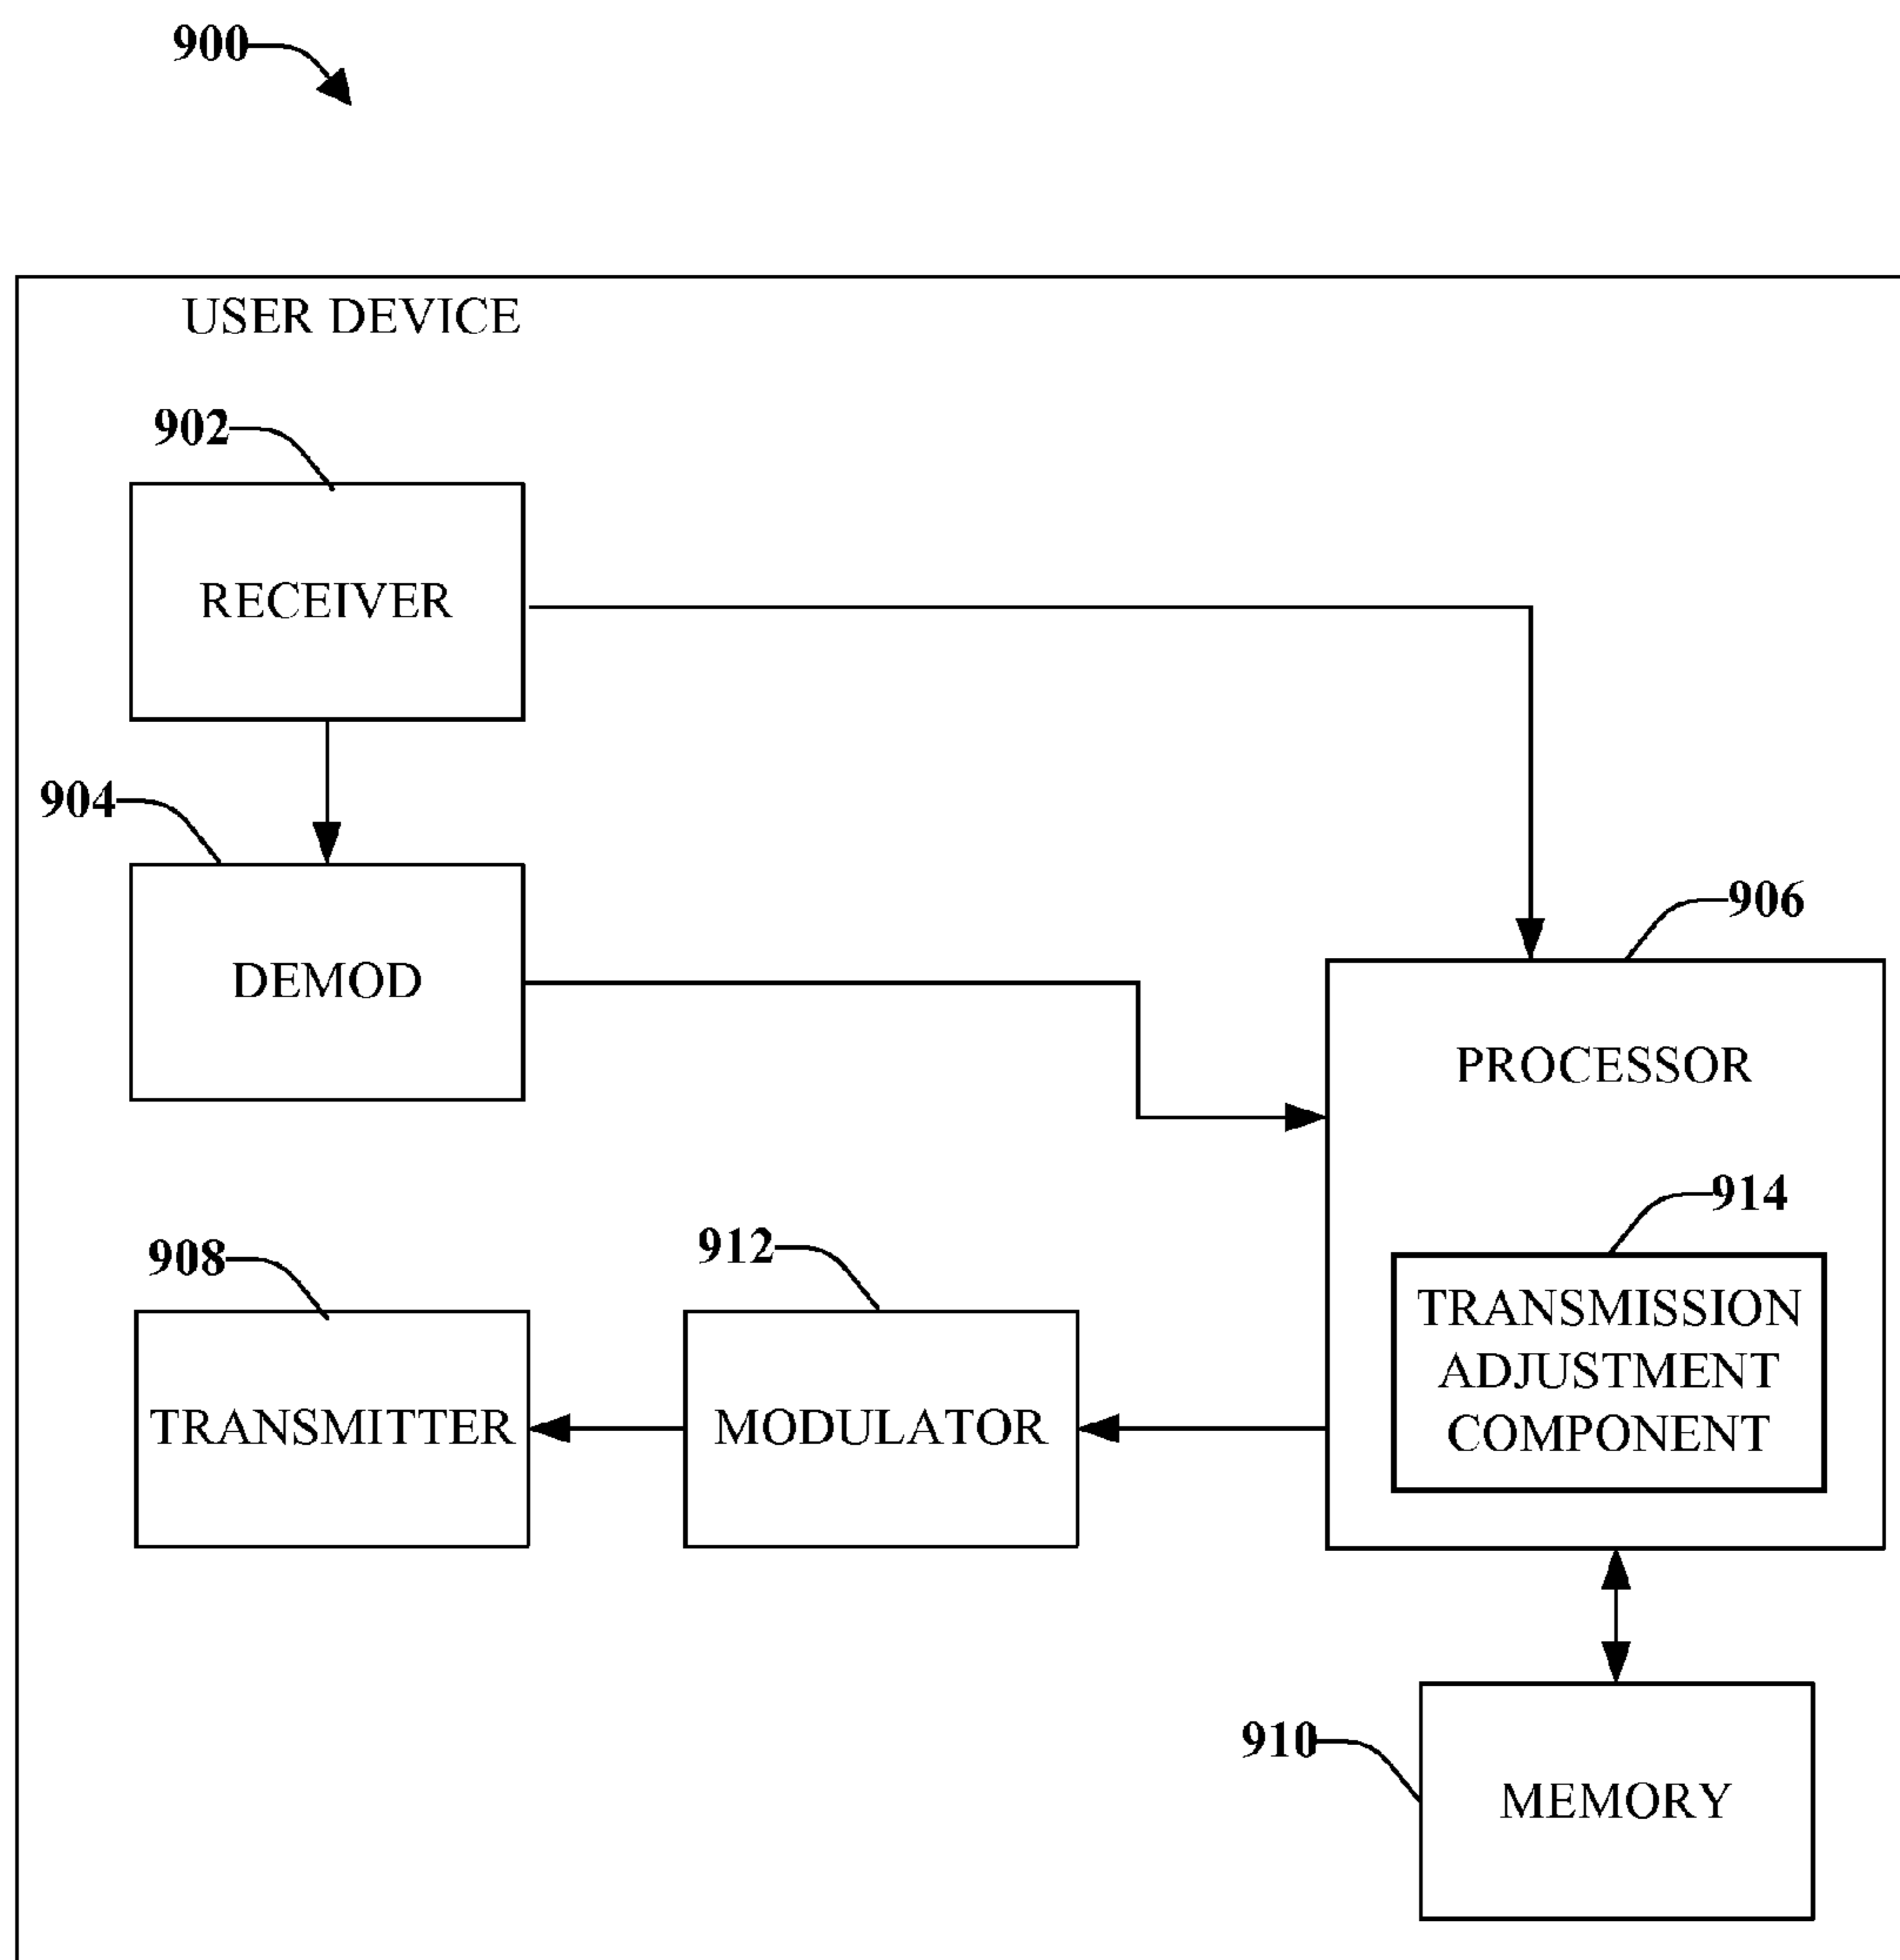 900
USER DEVICE
902
RECEIVER
904
DEMOD
906
PROCESSOR
914
TRANSMISSION
ADJUSTMENT
COMPONENT
908
TRANSMITTER
912
MODULATOR
910
MEMORY